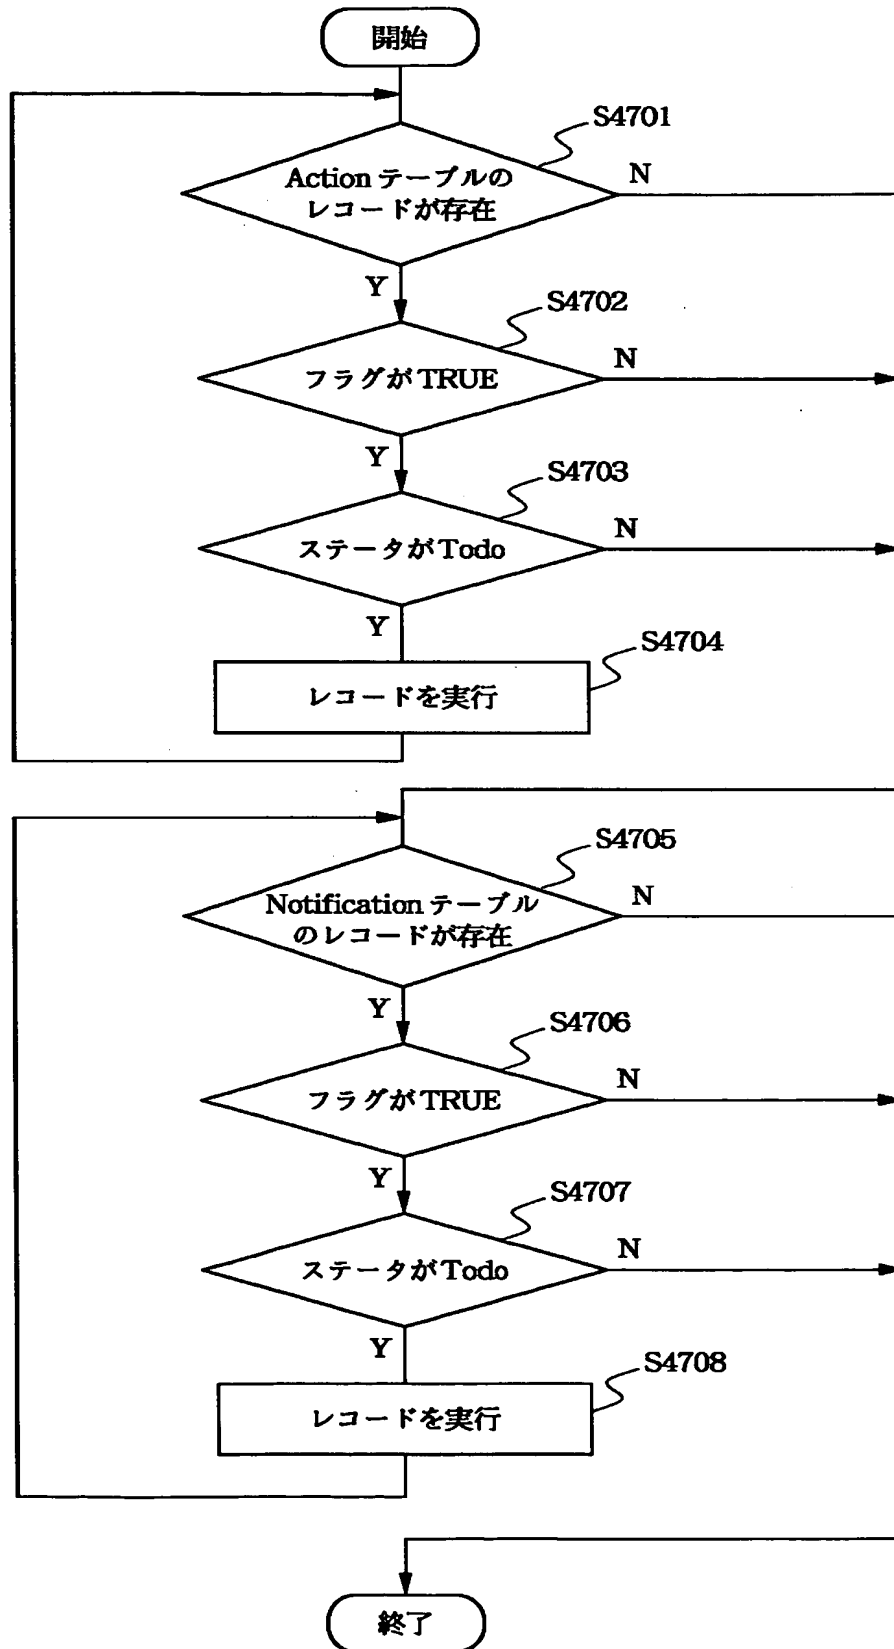 開始
S4701
Action テーブルの
レコードが存在
N
Y
S4702
フラグが TRUE
N
Y
S4703
ステータが Todo
N
Y
S4704
レコードを実行
S4705
Notification テーブル
のレコードが存在
N
Y
S4706
フラグが TRUE
N
Y
S4707
ステータが Todo
N
Y
S4708
レコードを実行
終了